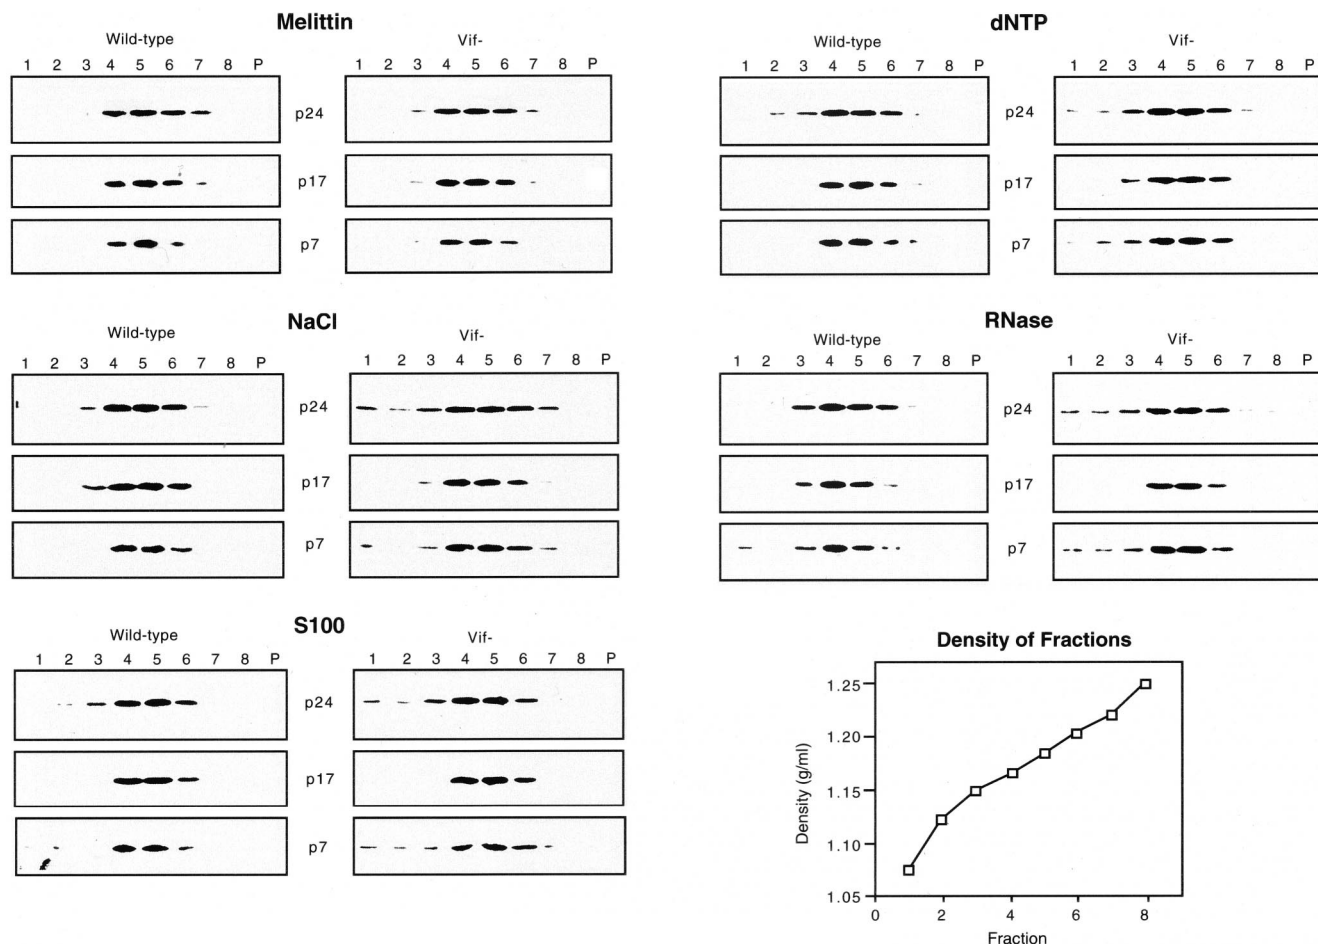 Melittin
Wild-type
Vif-
1 2 3 4 5 6 7 8 P
1 2 3 4 5 6 7 8 P
p24
p17
p7
dNTP
Wild-type
Vif-
1 2 3 4 5 6 7 8 P
1 2 3 4 5 6 7 8 P
p24
p17
p7
NaCl
Wild-type
Vif-
1 2 3 4 5 6 7 8 P
1 2 3 4 5 6 7 8 P
p24
p17
p7
RNase
Wild-type
Vif-
1 2 3 4 5 6 7 8 P
1 2 3 4 5 6 7 8 P
p24
p17
p7
S100
Wild-type
Vif-
1 2 3 4 5 6 7 8 P
1 2 3 4 5 6 7 8 P
p24
p17
p7
Density of Fractions
Density (g/ml)
1.25
1.20
1.15
1.10
1.05
0 2 4 6 8
Fraction